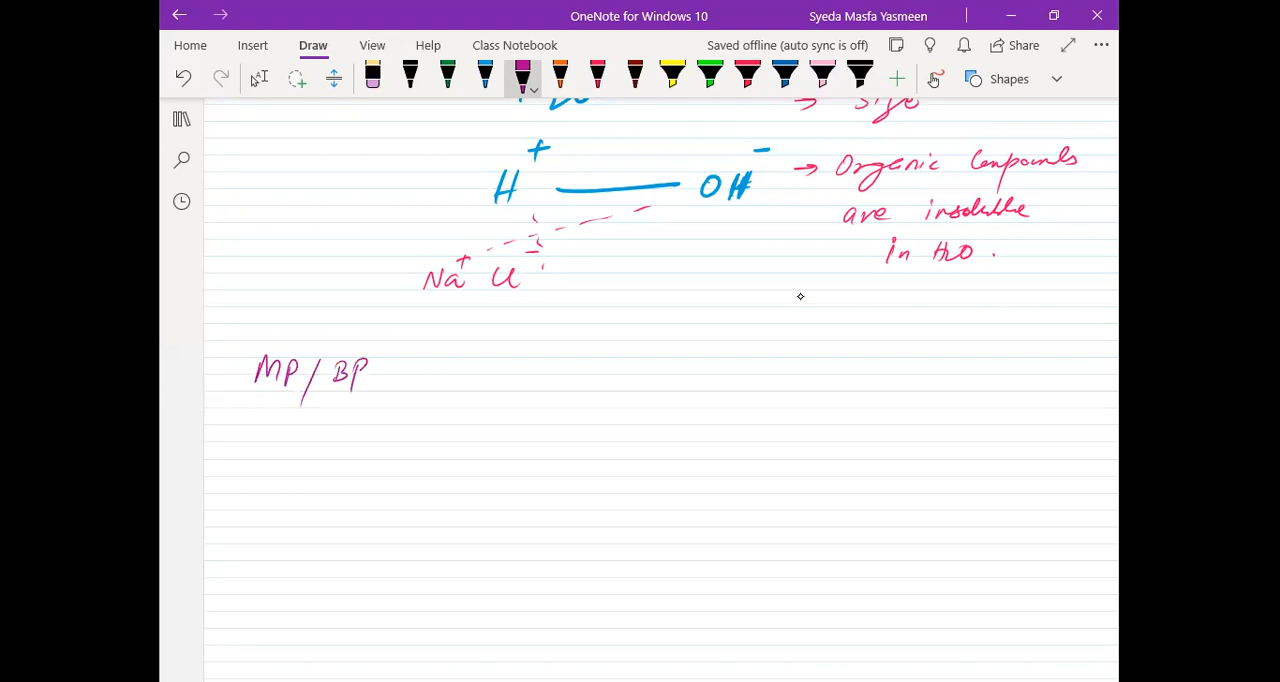 OneNote for Windows 10
Syeda Masfa Yasmeen
Home Insert Draw View Help Class Notebook
Saved offline (auto sync is off)
Share
Shapes
→ Size
+ −
H OH
→ Organic Compounds
are insoluble
in H2O .
Na+ Cl−
MP / BP